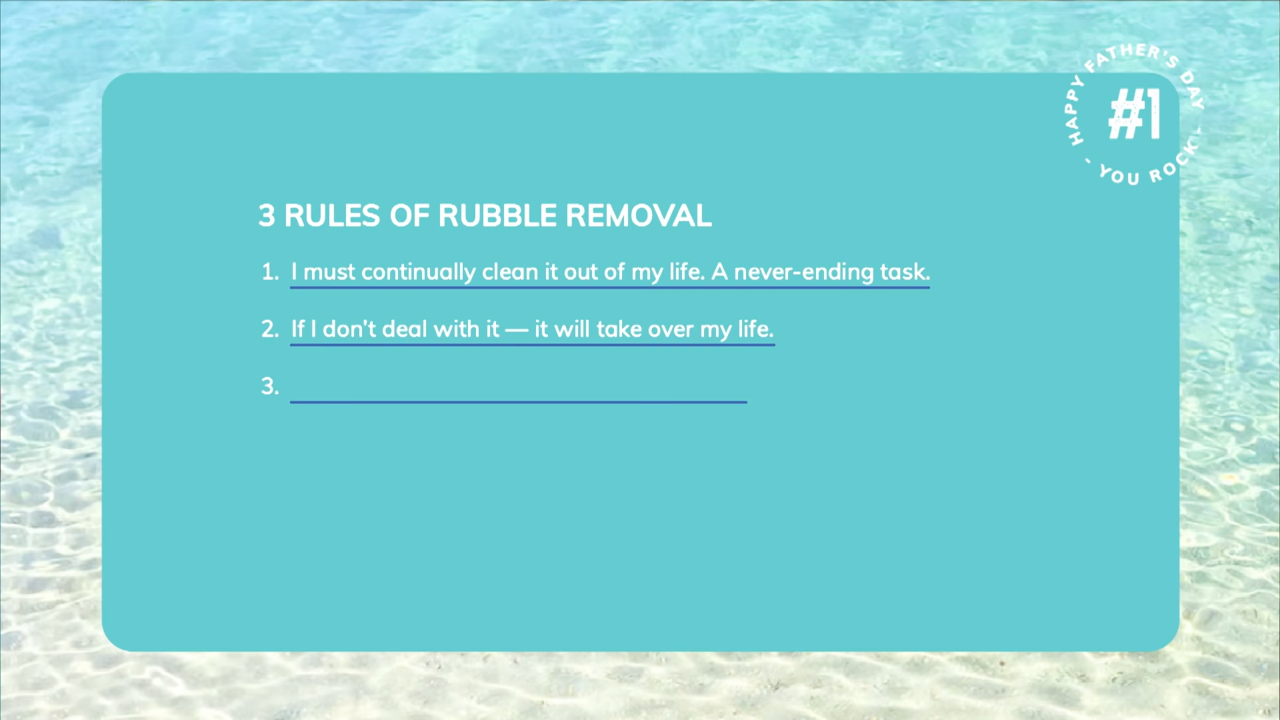 HAPPY FATHER'S DAY
#1
- YOU ROCK -
3 RULES OF RUBBLE REMOVAL
1. I must continually clean it out of my life. A never-ending task.
2. If I don't deal with it — it will take over my life.
3.